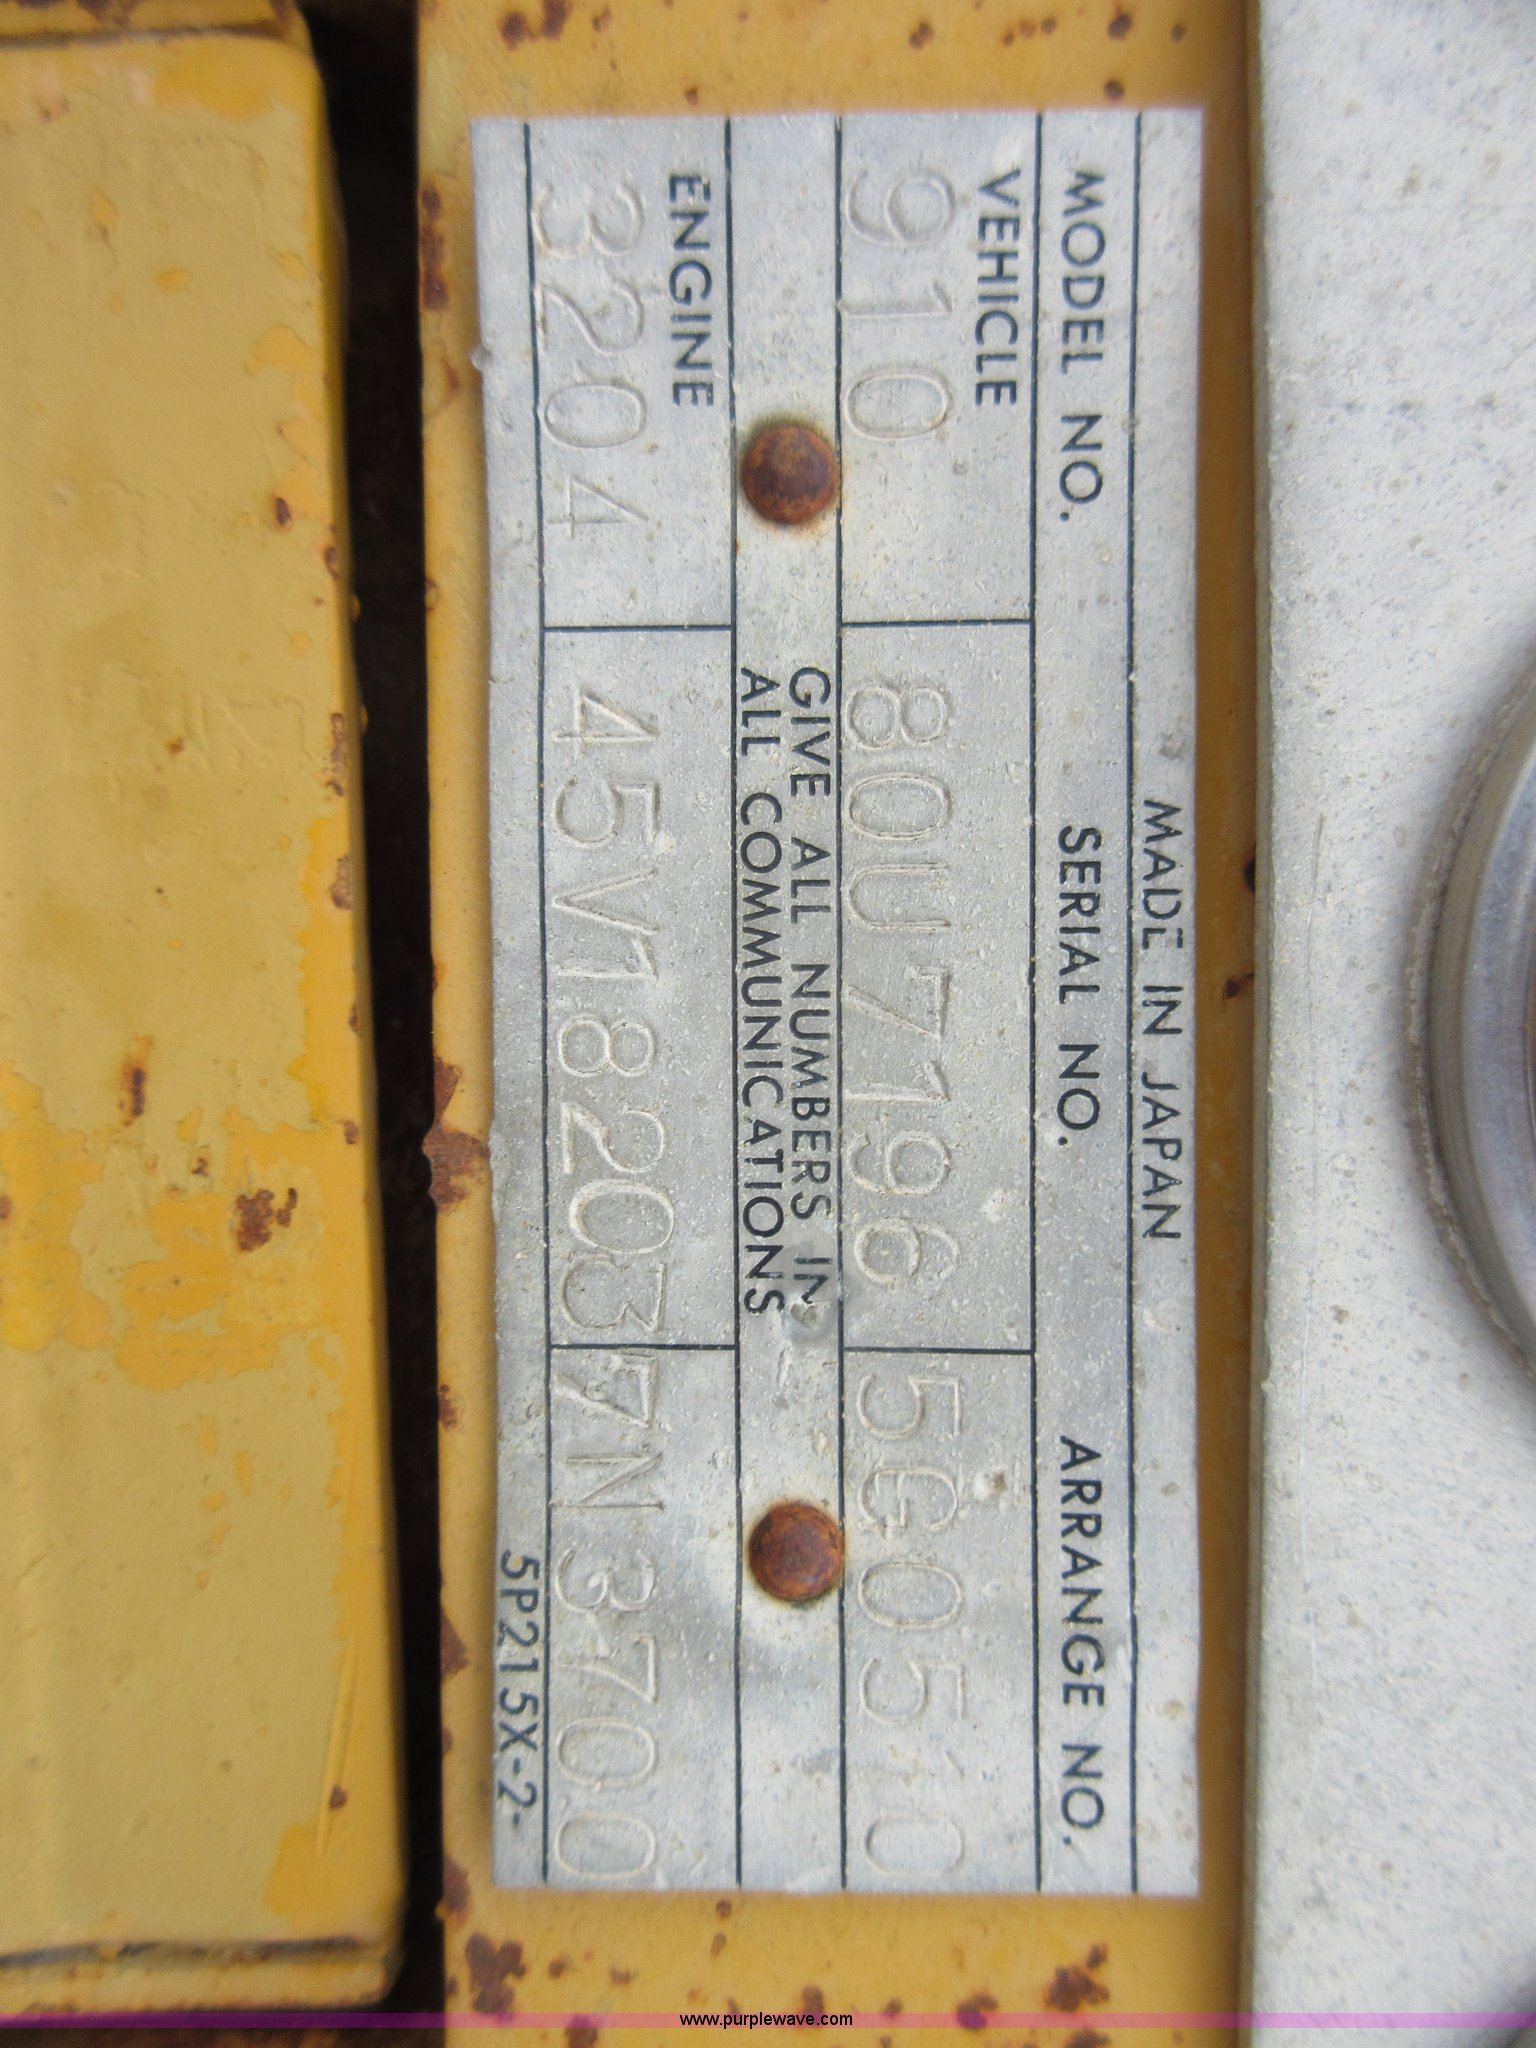 MADE IN JAPAN
MODEL NO. SERIAL NO. ARRANGE NO.
VEHICLE
910 80U7196 5G0510
GIVE ALL NUMBERS IN
ALL COMMUNICATIONS
ENGINE
3204 45V18203 7N3700
5P215X-2
www.purplewave.com